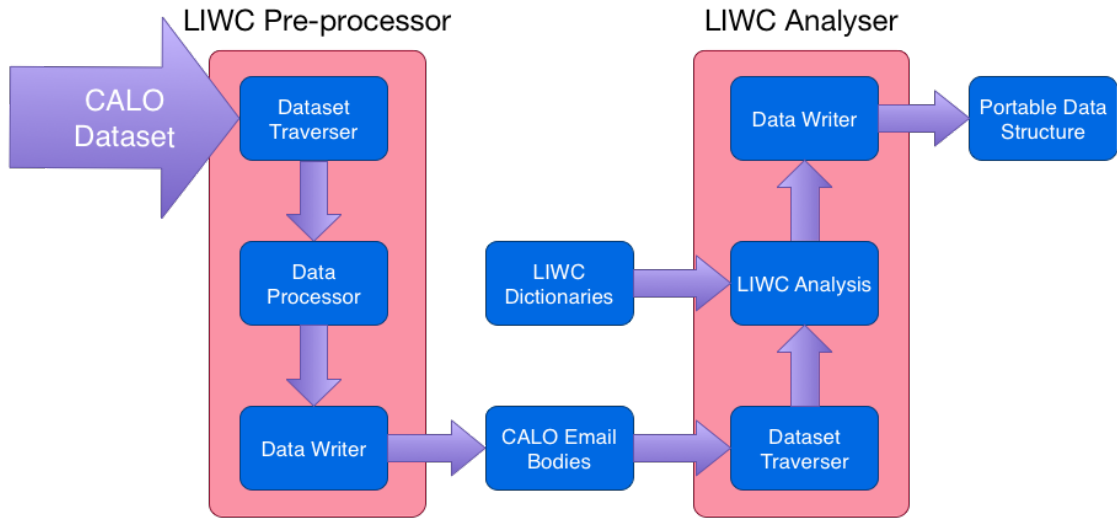 LIWC Pre-processor
LIWC Analyser
CALO
Dataset
Dataset
Traverser
Data
Processor
Data Writer
CALO Email
Bodies
LIWC
Dictionaries
Data Writer
LIWC Analysis
Dataset
Traverser
Portable Data
Structure